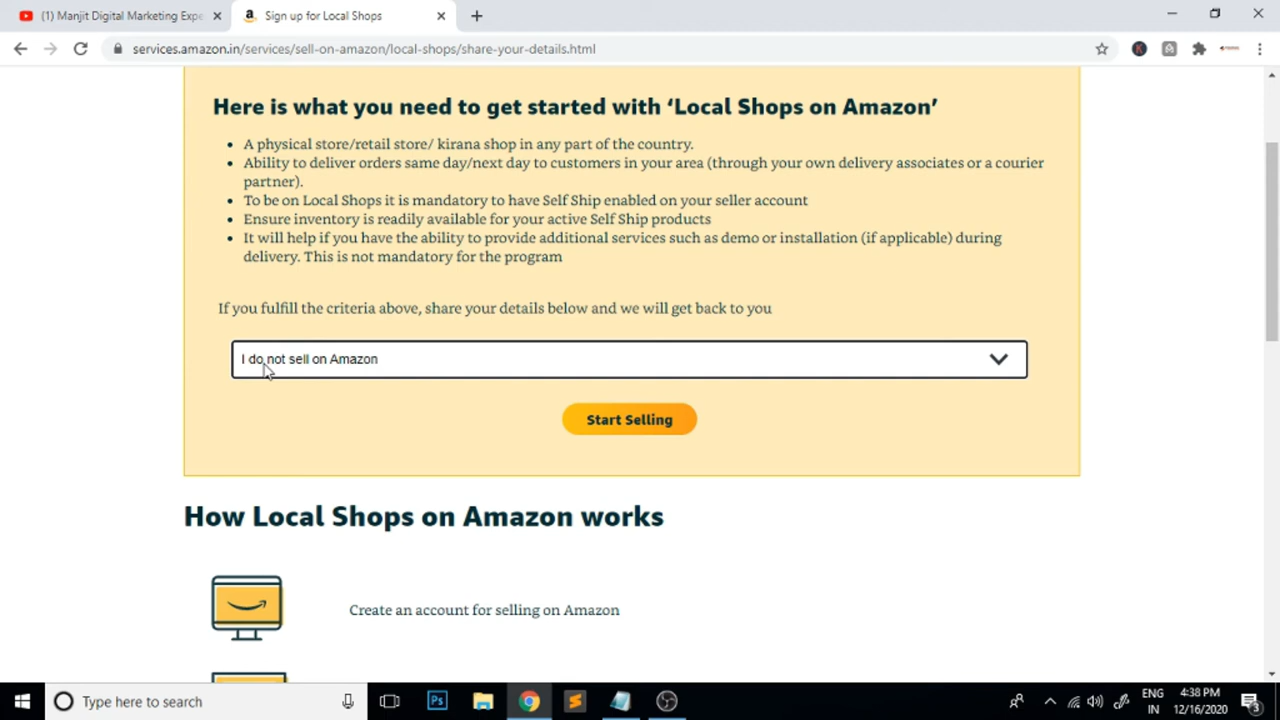 (1) Manjit Digital Marketing Expe
Sign up for Local Shops
services.amazon.in/services/sell-on-amazon/local-shops/share-your-details.html
Here is what you need to get started with ‘Local Shops on Amazon’
• A physical store/retail store/ kirana shop in any part of the country.
• Ability to deliver orders same day/next day to customers in your area (through your own delivery associates or a courier
partner).
• To be on Local Shops it is mandatory to have Self Ship enabled on your seller account
• Ensure inventory is readily available for your active Self Ship products
• It will help if you have the ability to provide additional services such as demo or installation (if applicable) during
delivery. This is not mandatory for the program
If you fulfill the criteria above, share your details below and we will get back to you
I do not sell on Amazon
Start Selling
How Local Shops on Amazon works
Create an account for selling on Amazon
Type here to search
Ps
ENG
IN
4:38 PM
12/16/2020
3